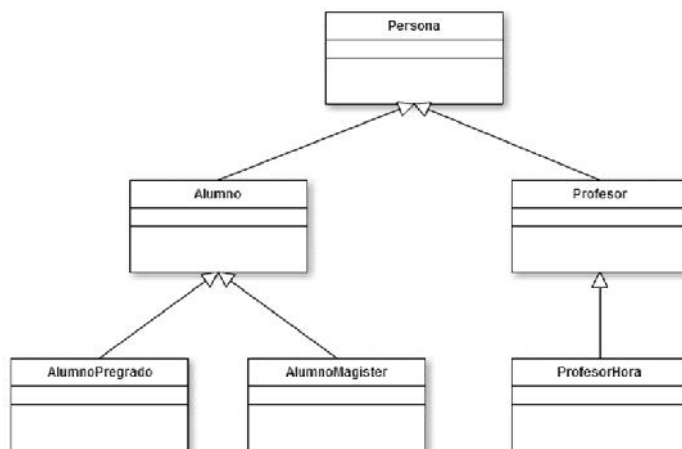 Persona
Alumno
Profesor
AlumnoPregrado
AlumnoMagister
ProfesorHora